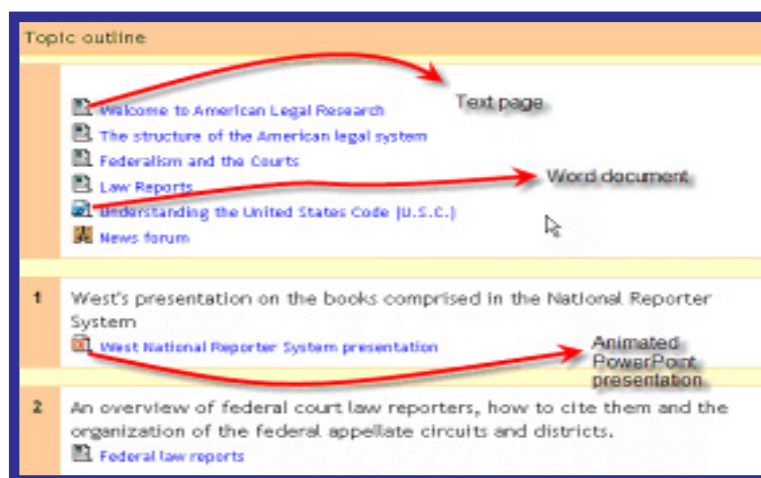 Topic outline
Welcome to American Legal Research
Text page
The structure of the American legal system
Federalism and the Courts
Law Reports
Word document
Understanding the United States Code (U.S.C.)
News forum
1 West's presentation on the books comprised in the National Reporter
System
West National Reporter System presentation
Animated
PowerPoint
presentation
2 An overview of federal court law reporters, how to cite them and the
organization of the federal appellate circuits and districts.
Federal law reports